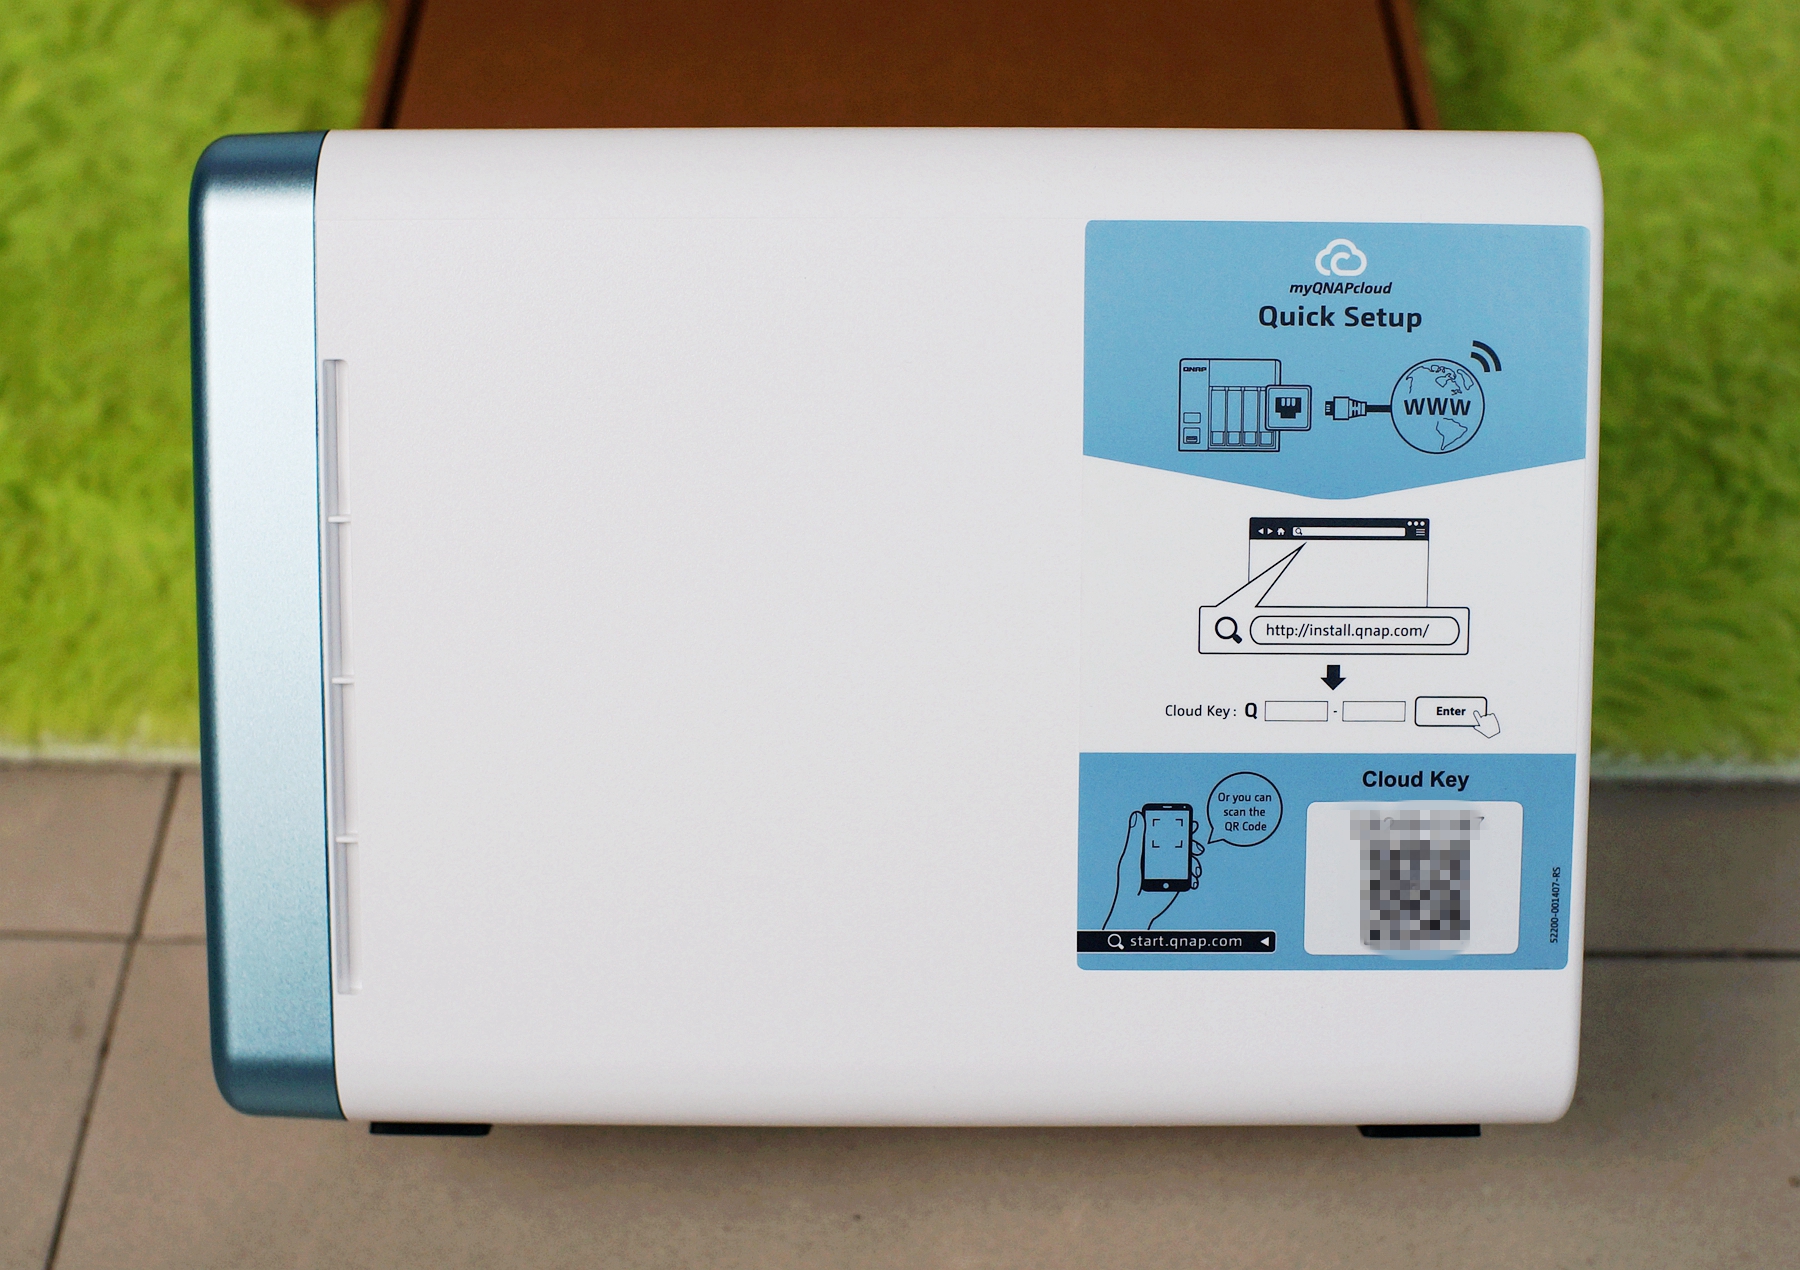 myQNAPcloud
Quick Setup
QNAP
WWW
http://install.qnap.com/
Cloud Key: Q - Enter
Or you can
scan the
QR Code
start.qnap.com
Cloud Key
52200-001407-RS